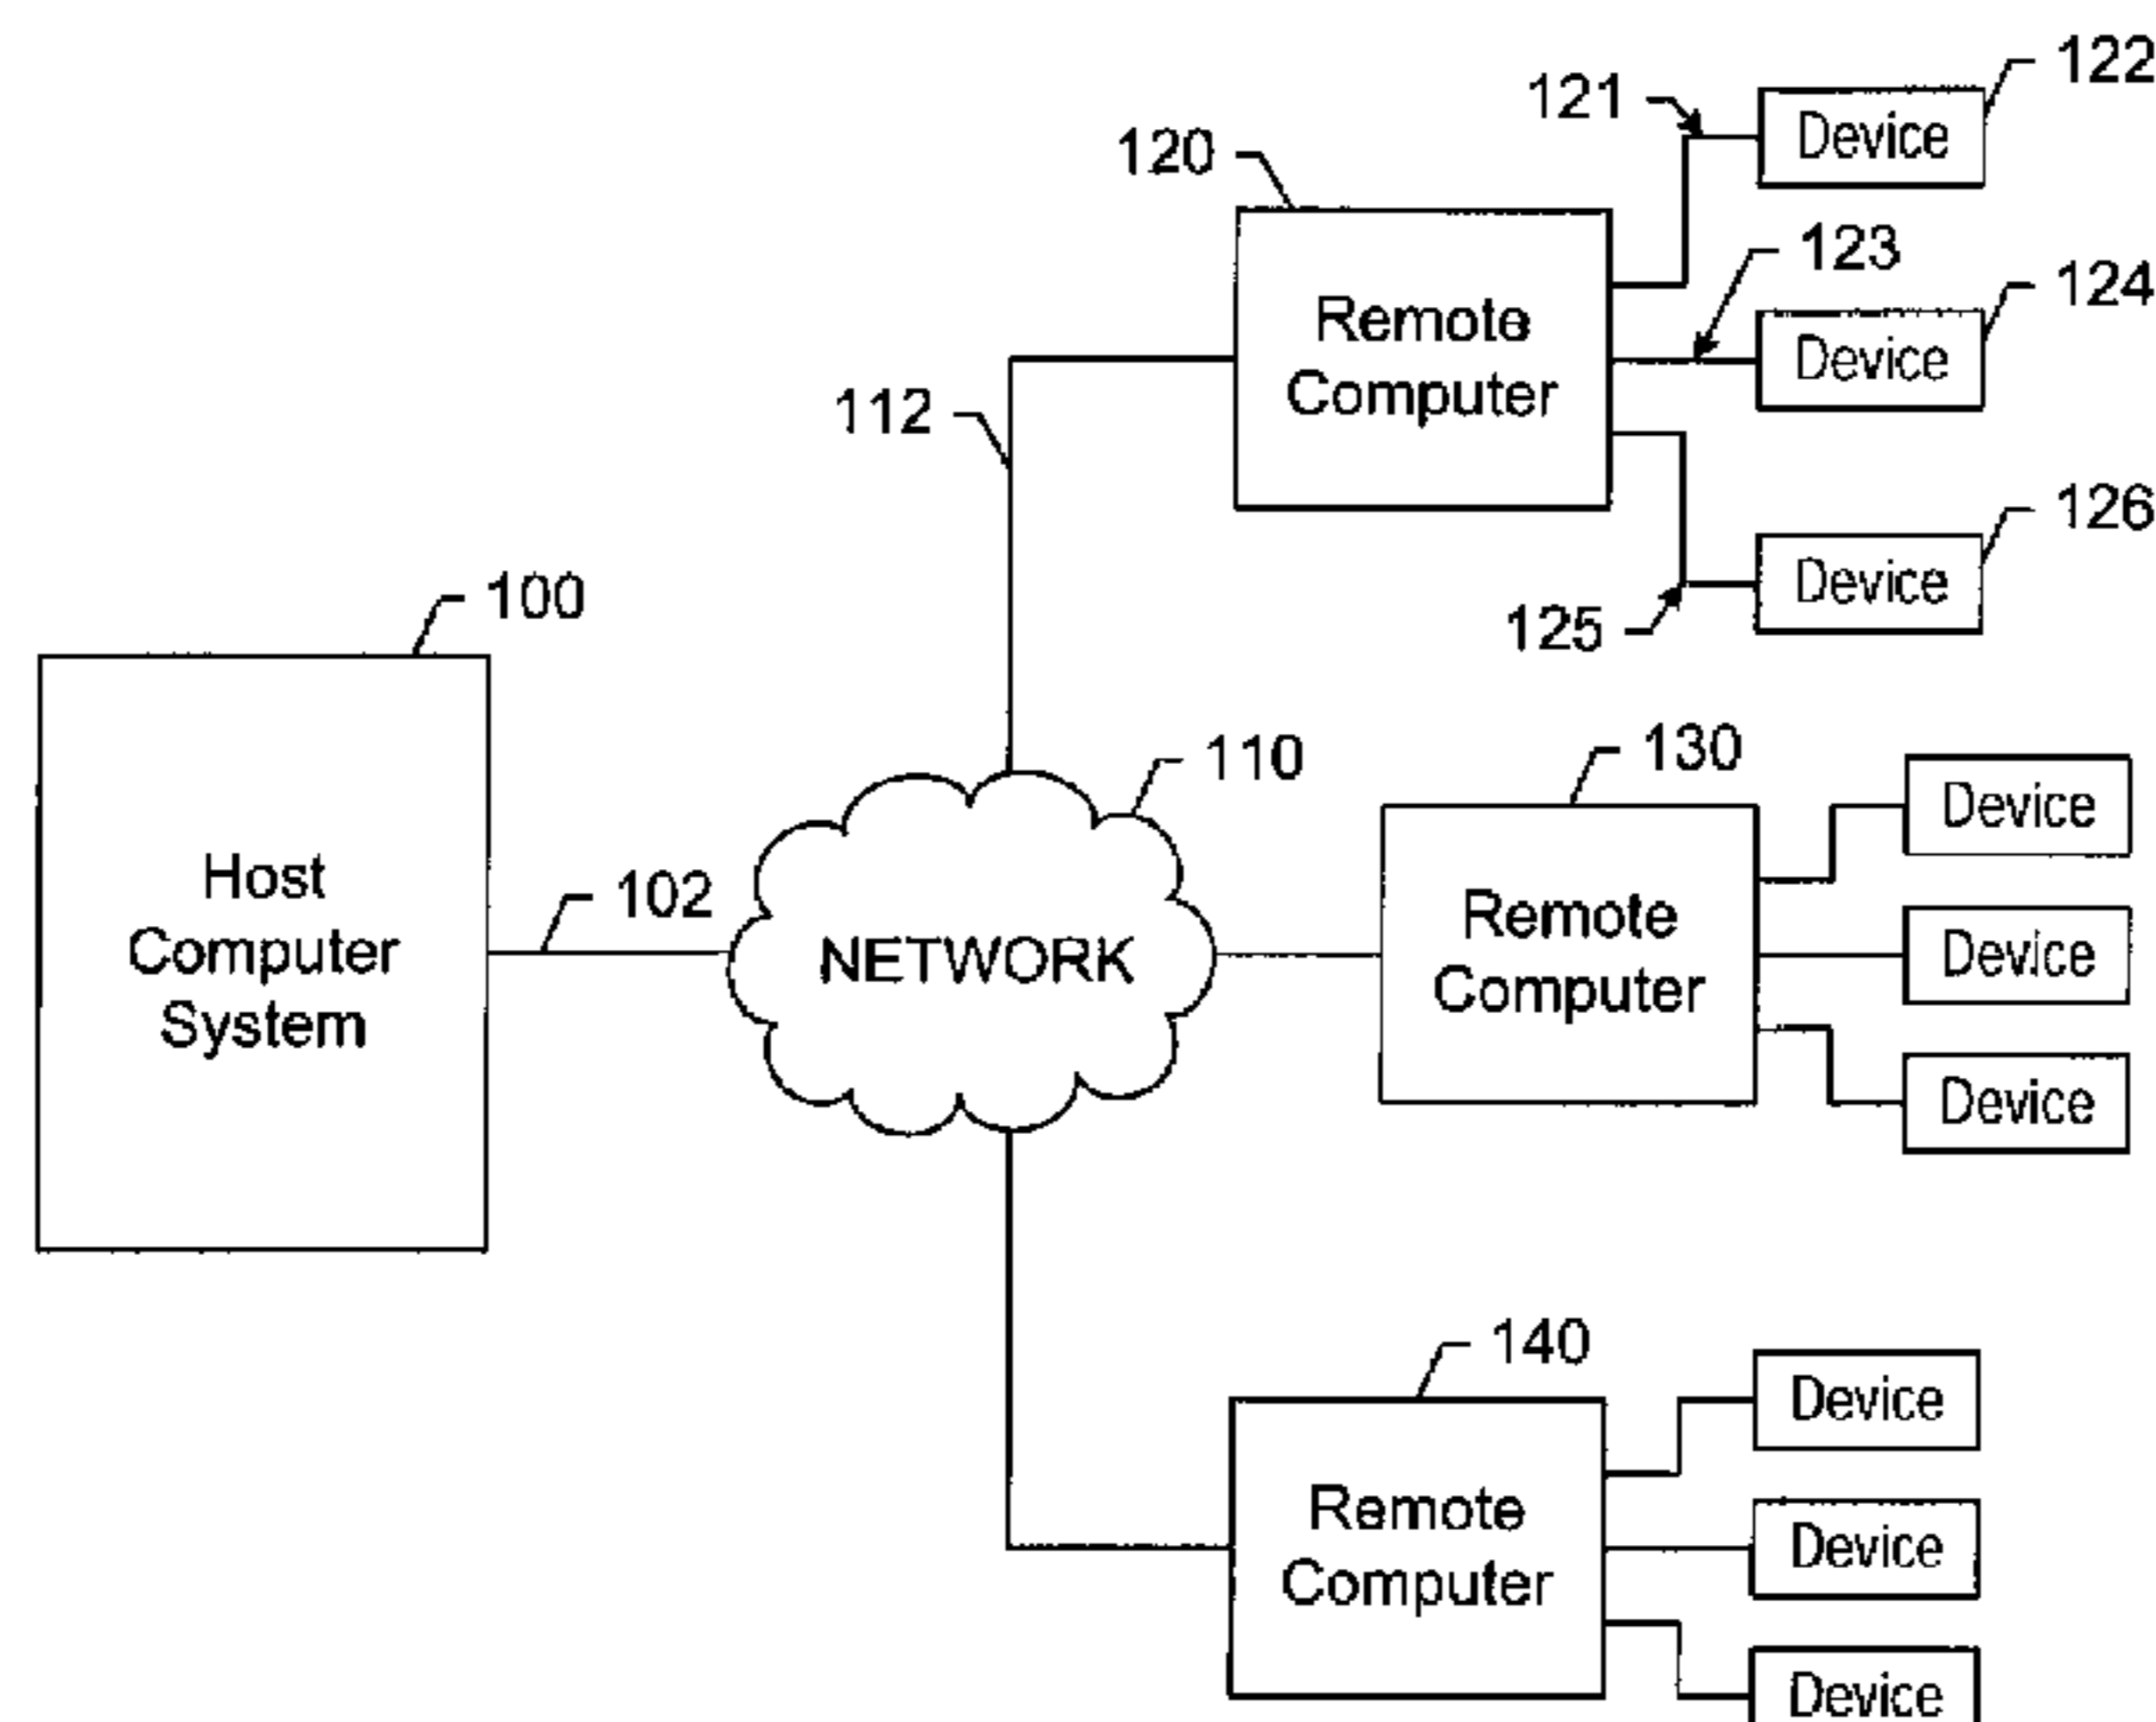 122
121
Device
120
123
124
Remote
Computer
Device
112
126
Device
125
100
130
110
Device
Host
Computer
System
102
NETWORK
Remote
Computer
Device
Device
140
Device
Remote
Computer
Device
Device